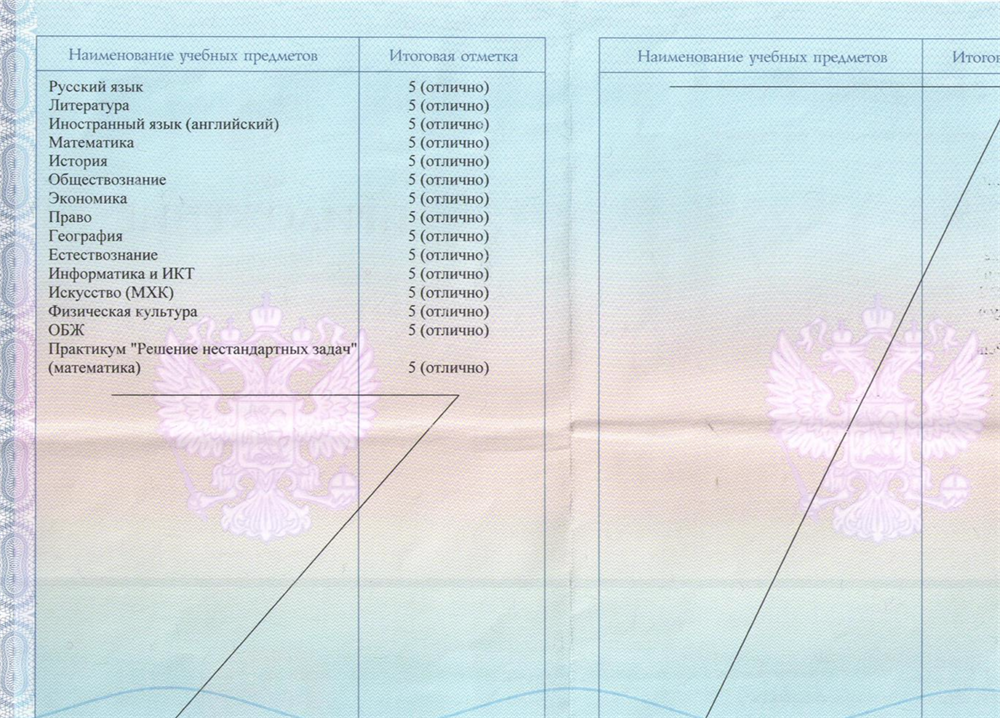 Наименование учебных предметов Итоговая отметка
Русский язык 5 (отлично)
Литература 5 (отлично)
Иностранный язык (английский) 5 (отлично)
Математика 5 (отлично)
История 5 (отлично)
Обществознание 5 (отлично)
Экономика 5 (отлично)
Право 5 (отлично)
География 5 (отлично)
Естествознание 5 (отлично)
Информатика и ИКТ 5 (отлично)
Искусство (МХК) 5 (отлично)
Физическая культура 5 (отлично)
ОБЖ 5 (отлично)
Практикум "Решение нестандартных задач"
(математика) 5 (отлично)
Наименование учебных предметов Итогов